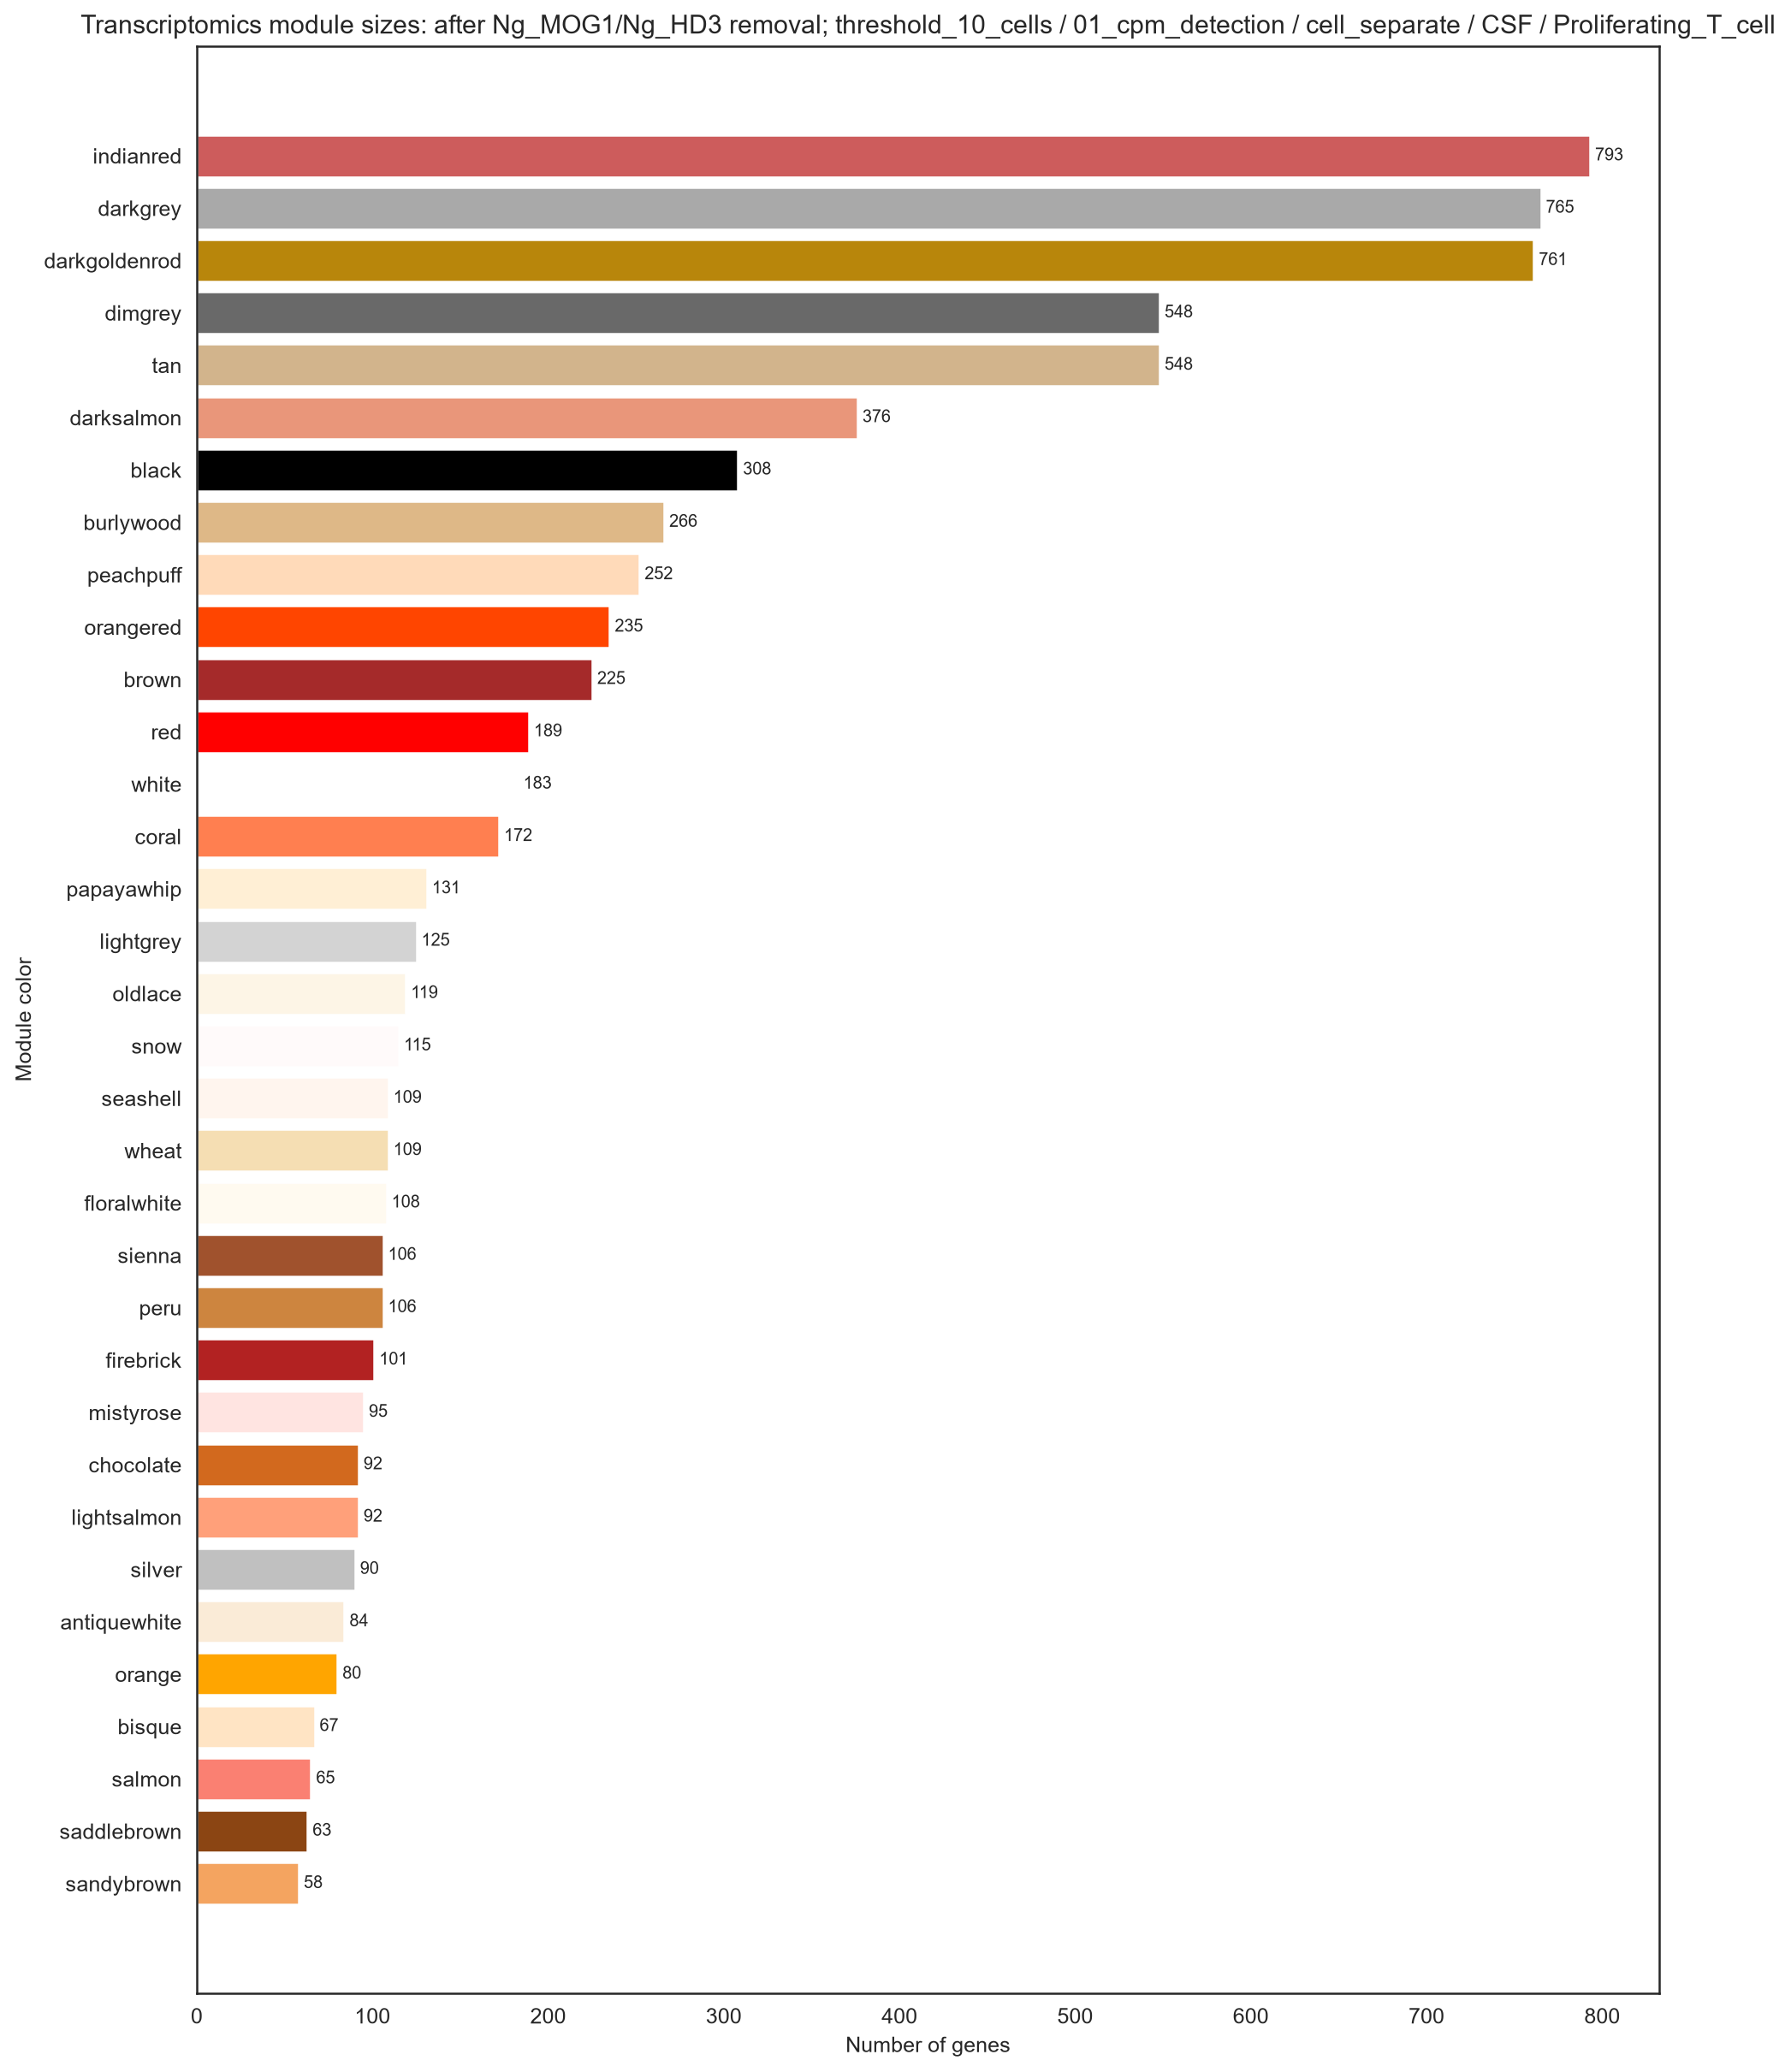 Transcriptomics module sizes: after Ng_MOG1/Ng_HD3 removal; threshold_10_cells / 01_cpm_detection / cell_separate / CSF / Proliferating_T_cell
indianred 793
darkgrey 765
darkgoldenrod 761
dimgrey 548
tan 548
darksalmon 376
black 308
burlywood 266
peachpuff 252
orangered 235
brown 225
red 189
white 183
coral 172
papayawhip 131
lightgrey 125
oldlace 119
snow 115
seashell 109
wheat 109
floralwhite 108
sienna 106
peru 106
firebrick 101
mistyrose 95
chocolate 92
lightsalmon 92
silver 90
antiquewhite 84
orange 80
bisque 67
salmon 65
saddlebrown 63
sandybrown 58
Module color
0 100 200 300 400 500 600 700 800
Number of genes